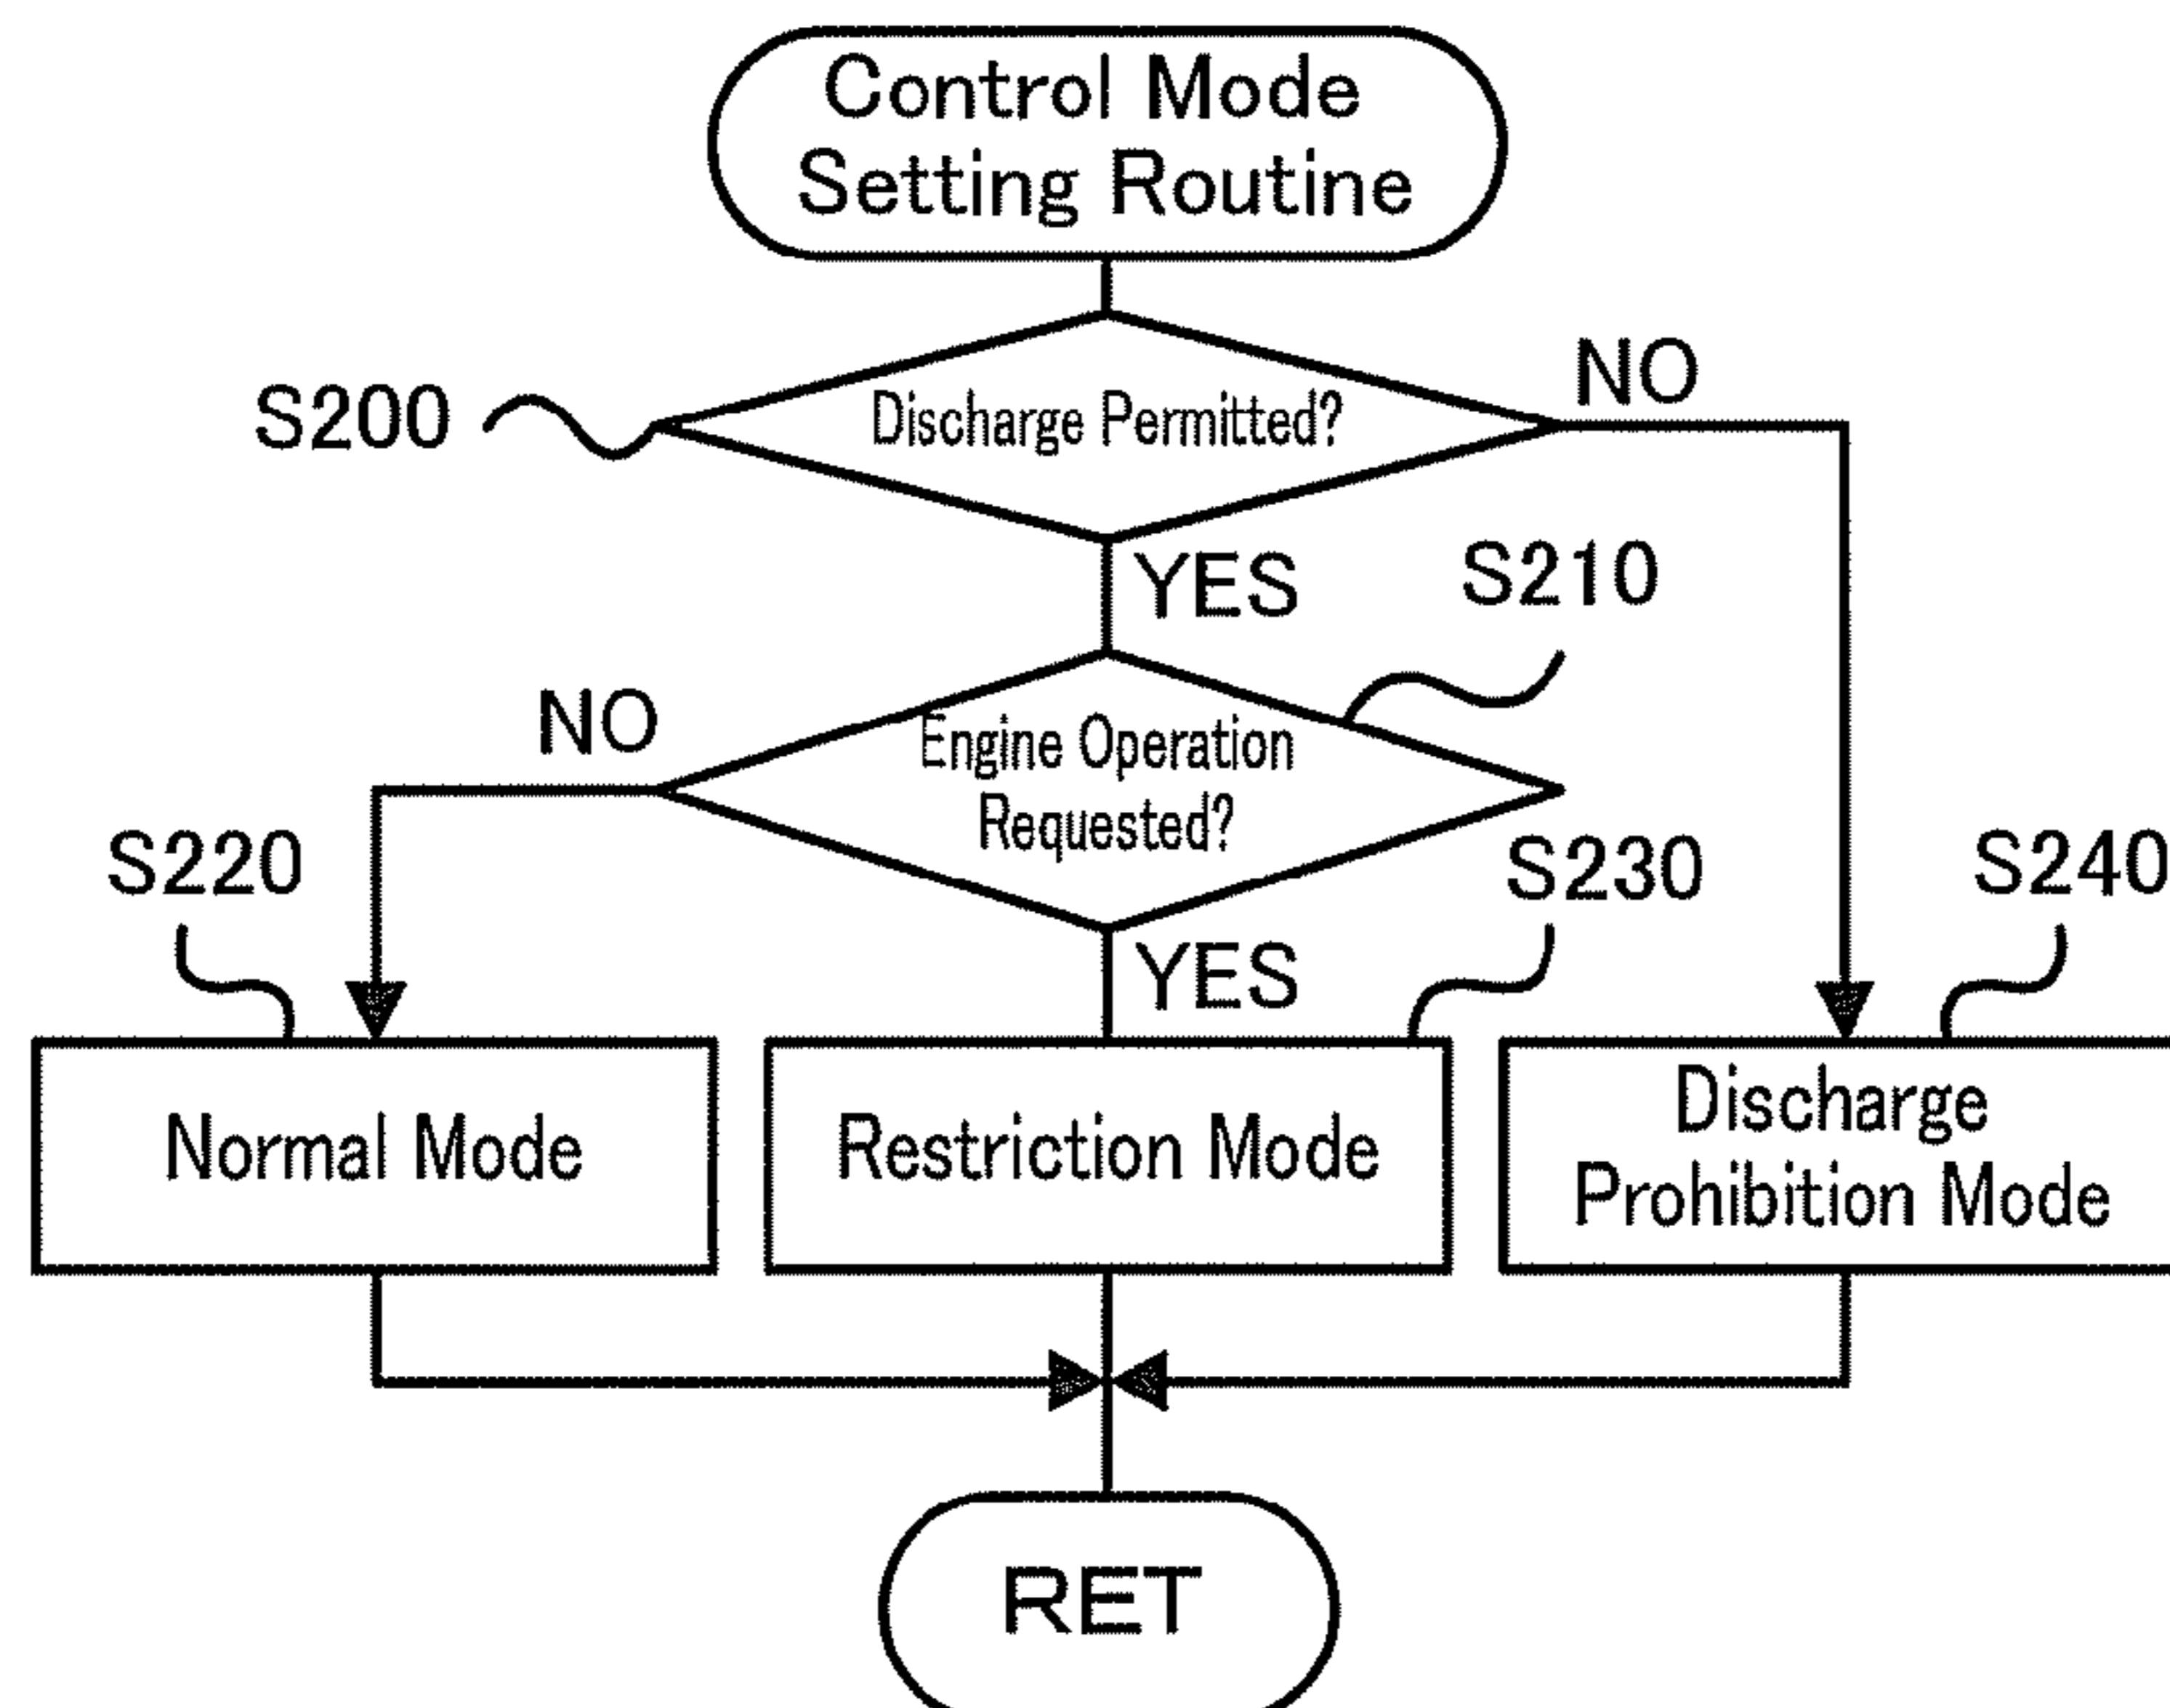 Control Mode
Setting Routine
S200
Discharge Permitted?
NO
YES
S210
NO
Engine Operation
Requested?
S220
S230
S240
YES
Normal Mode
Restriction Mode
Discharge
Prohibition Mode
RET